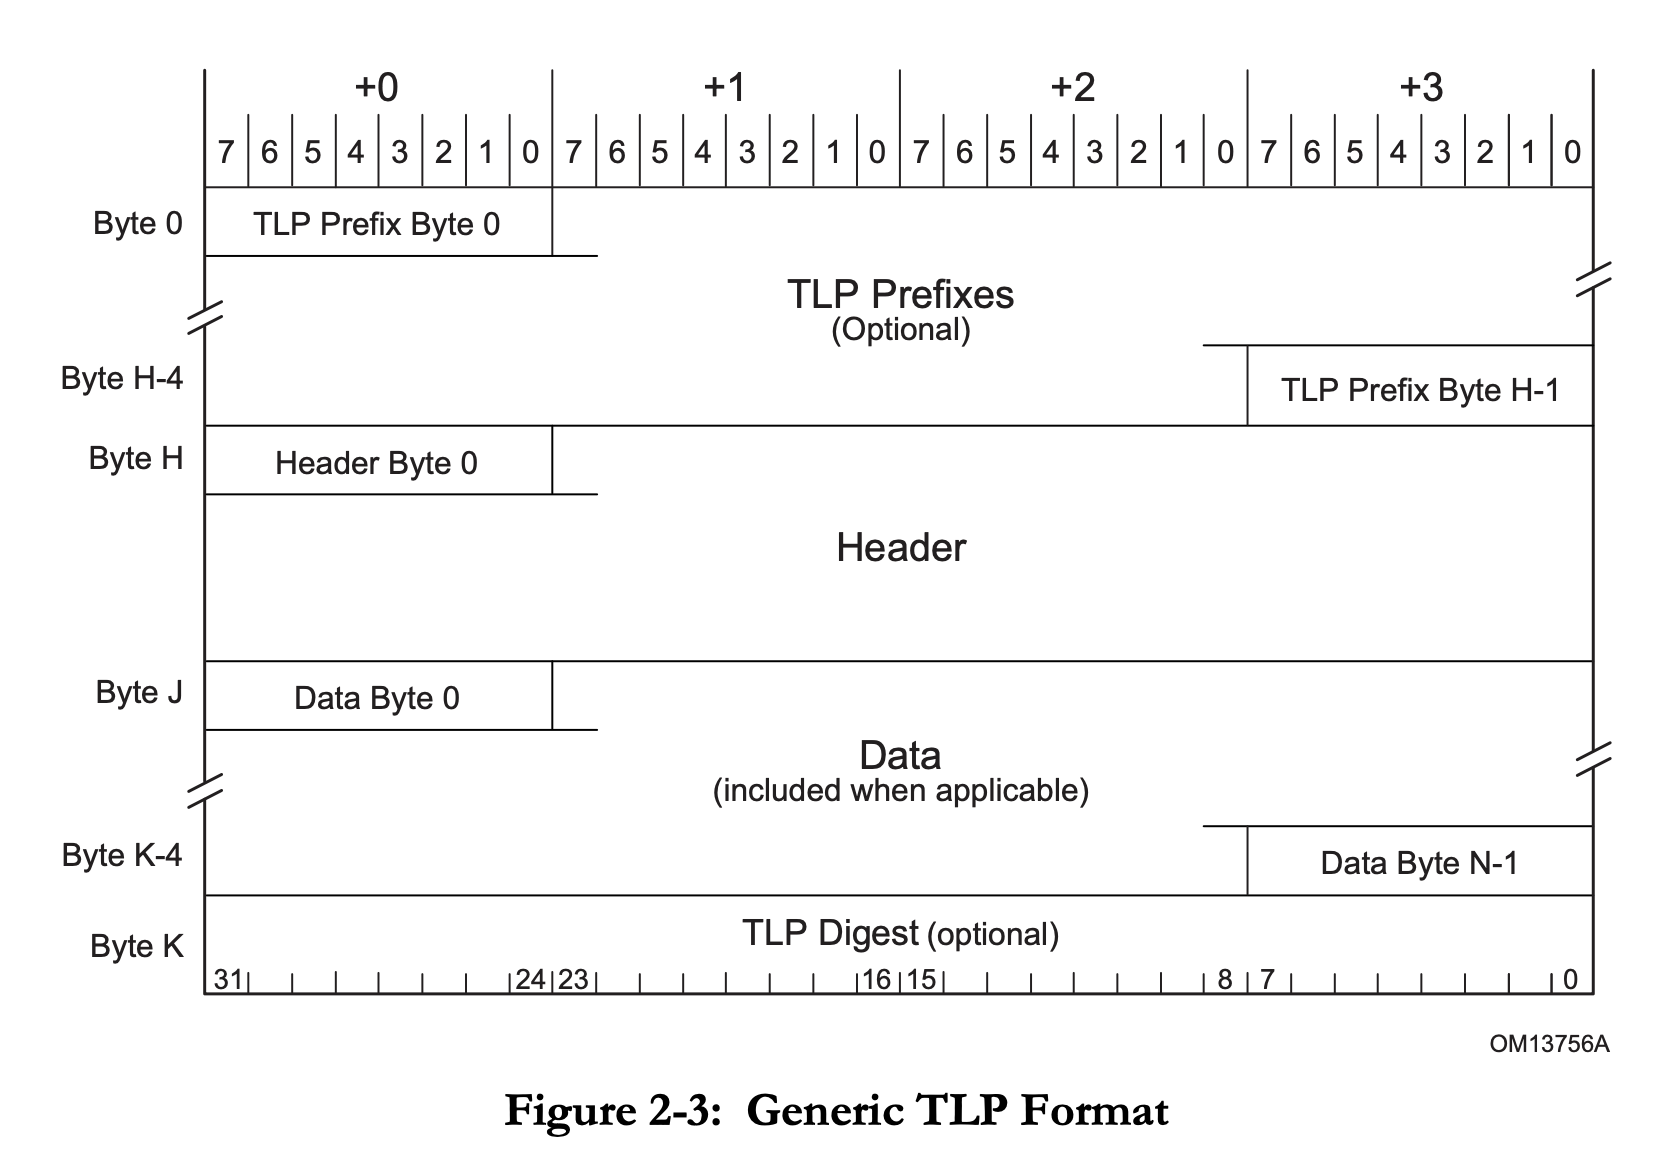 +0 +1 +2 +3
7 6 5 4 3 2 1 0 7 6 5 4 3 2 1 0 7 6 5 4 3 2 1 0 7 6 5 4 3 2 1 0
Byte 0 TLP Prefix Byte 0
TLP Prefixes
(Optional)
Byte H-4 TLP Prefix Byte H-1
Byte H Header Byte 0
Header
Byte J Data Byte 0
Data
(included when applicable)
Byte K-4 Data Byte N-1
Byte K TLP Digest (optional)
31 24 23 16 15 8 7 0
OM13756A
Figure 2-3: Generic TLP Format